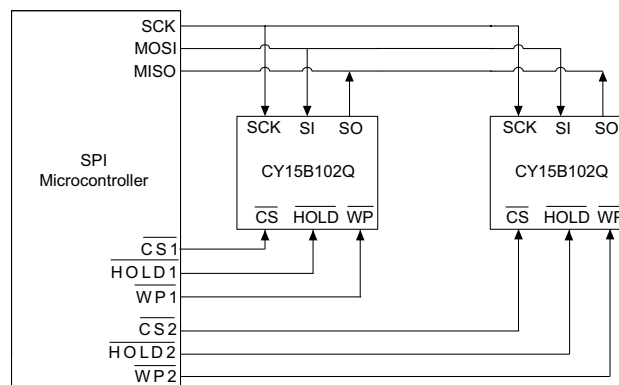 SCK
MOSI
MISO
SCK SI SO
CY15B102Q
CS HOLD WP
SCK SI SO
CY15B102Q
CS HOLD WP
SPI
Microcontroller
CS1
HOLD1
WP1
CS2
HOLD2
WP2